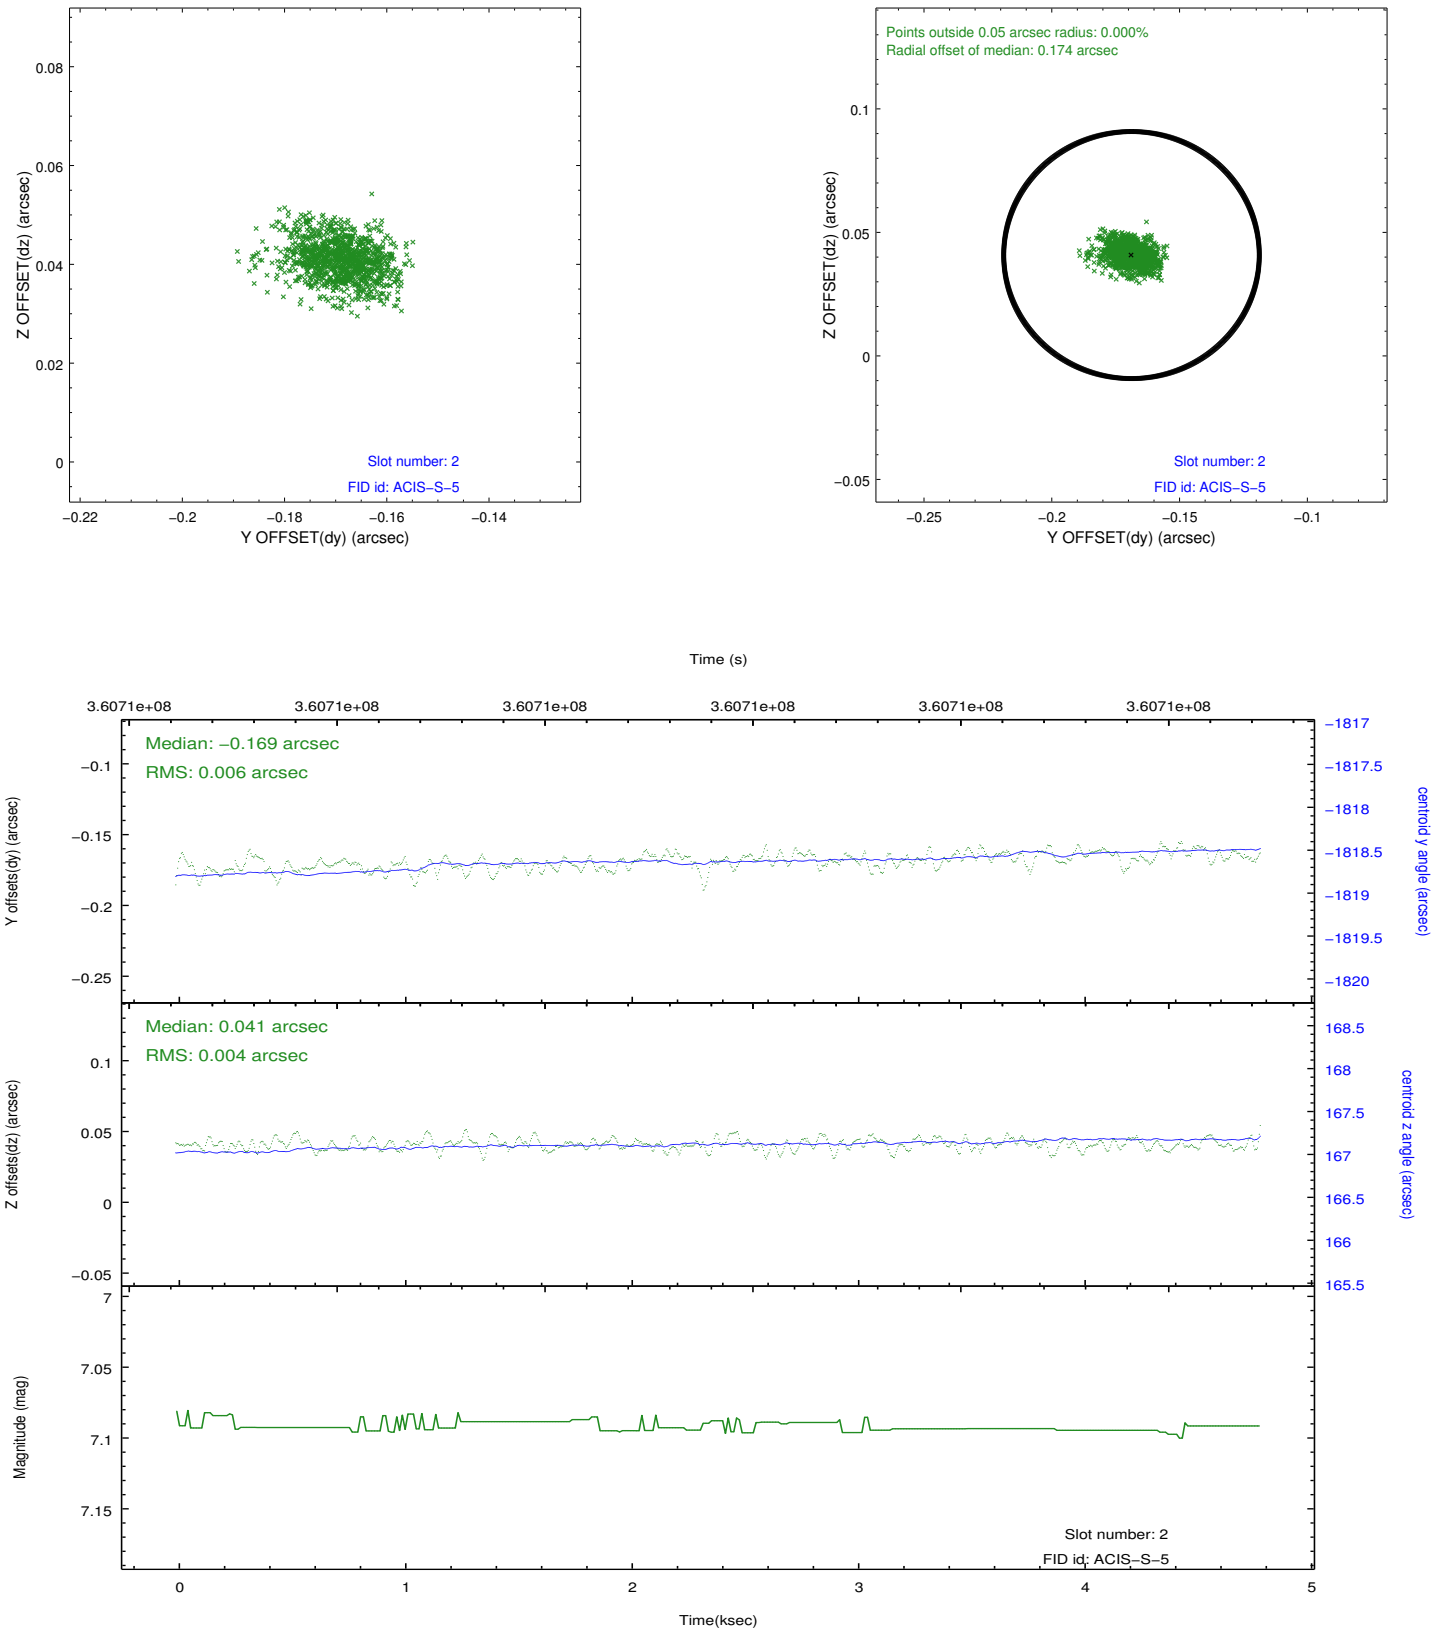 0.08
0.06
0.04
0.02
0
−0.22
−0.2
−0.18
−0.16
−0.14
Z OFFSET(dz) (arcsec)
Y OFFSET(dy) (arcsec)
Slot number: 2
FID id: ACIS−S−5
Points outside 0.05 arcsec radius: 0.000%
Radial offset of median: 0.174 arcsec
0.1
0.05
0
−0.05
−0.25
−0.2
−0.15
−0.1
Z OFFSET(dz) (arcsec)
Y OFFSET(dy) (arcsec)
Slot number: 2
FID id: ACIS−S−5
Time (s)
3.6071e+08
3.6071e+08
3.6071e+08
3.6071e+08
3.6071e+08
3.6071e+08
Median: −0.169 arcsec
RMS: 0.006 arcsec
−0.1
−0.15
−0.2
−0.25
Y offsets(dy) (arcsec)
−1817
−1817.5
−1818
−1818.5
−1819
−1819.5
−1820
centroid y angle (arcsec)
Median: 0.041 arcsec
RMS: 0.004 arcsec
0.1
0.05
0
−0.05
Z offsets(dz) (arcsec)
168.5
168
167.5
167
166.5
166
165.5
centroid z angle (arcsec)
7
7.05
7.1
7.15
Magnitude (mag)
Slot number: 2
FID id: ACIS−S−5
0
1
2
3
4
5
Time(ksec)